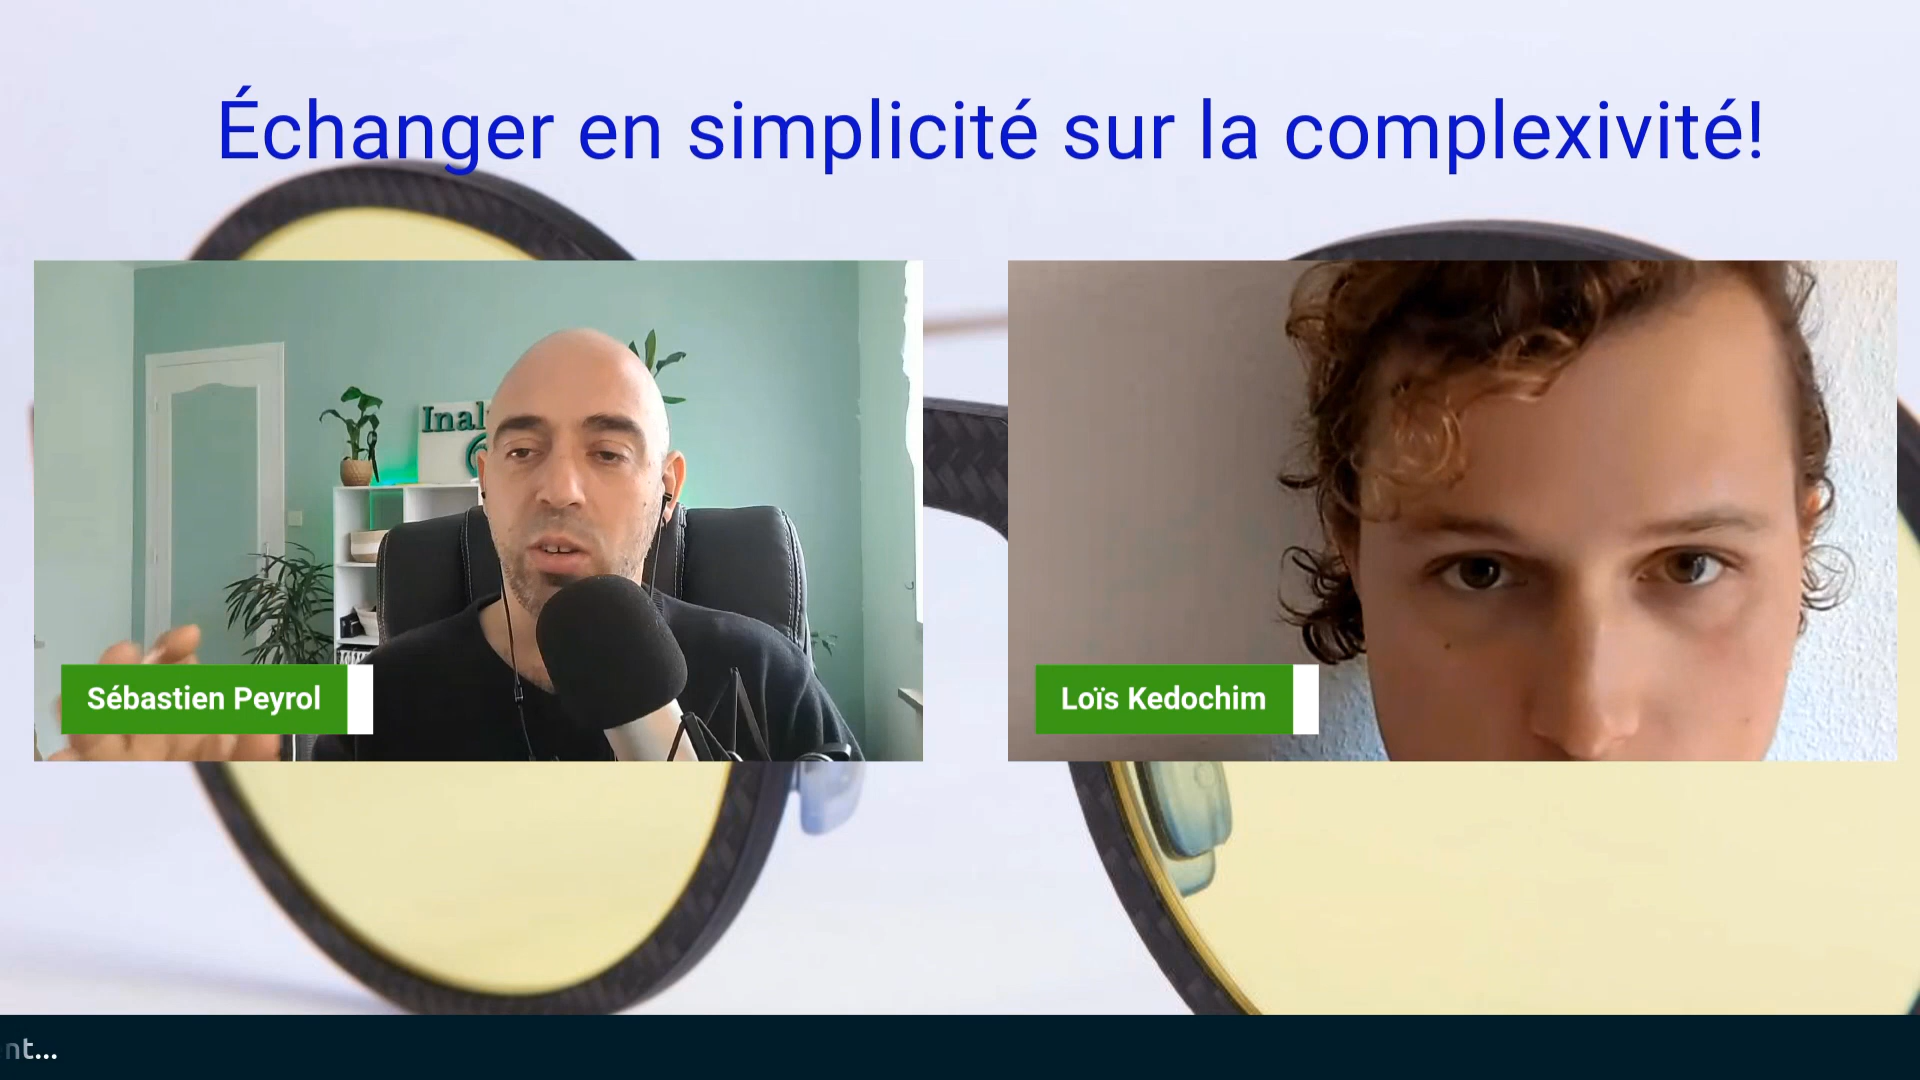 Échanger en simplicité sur la complexivité!
Inal
Sébastien Peyrol
Loïs Kedochim
nt...